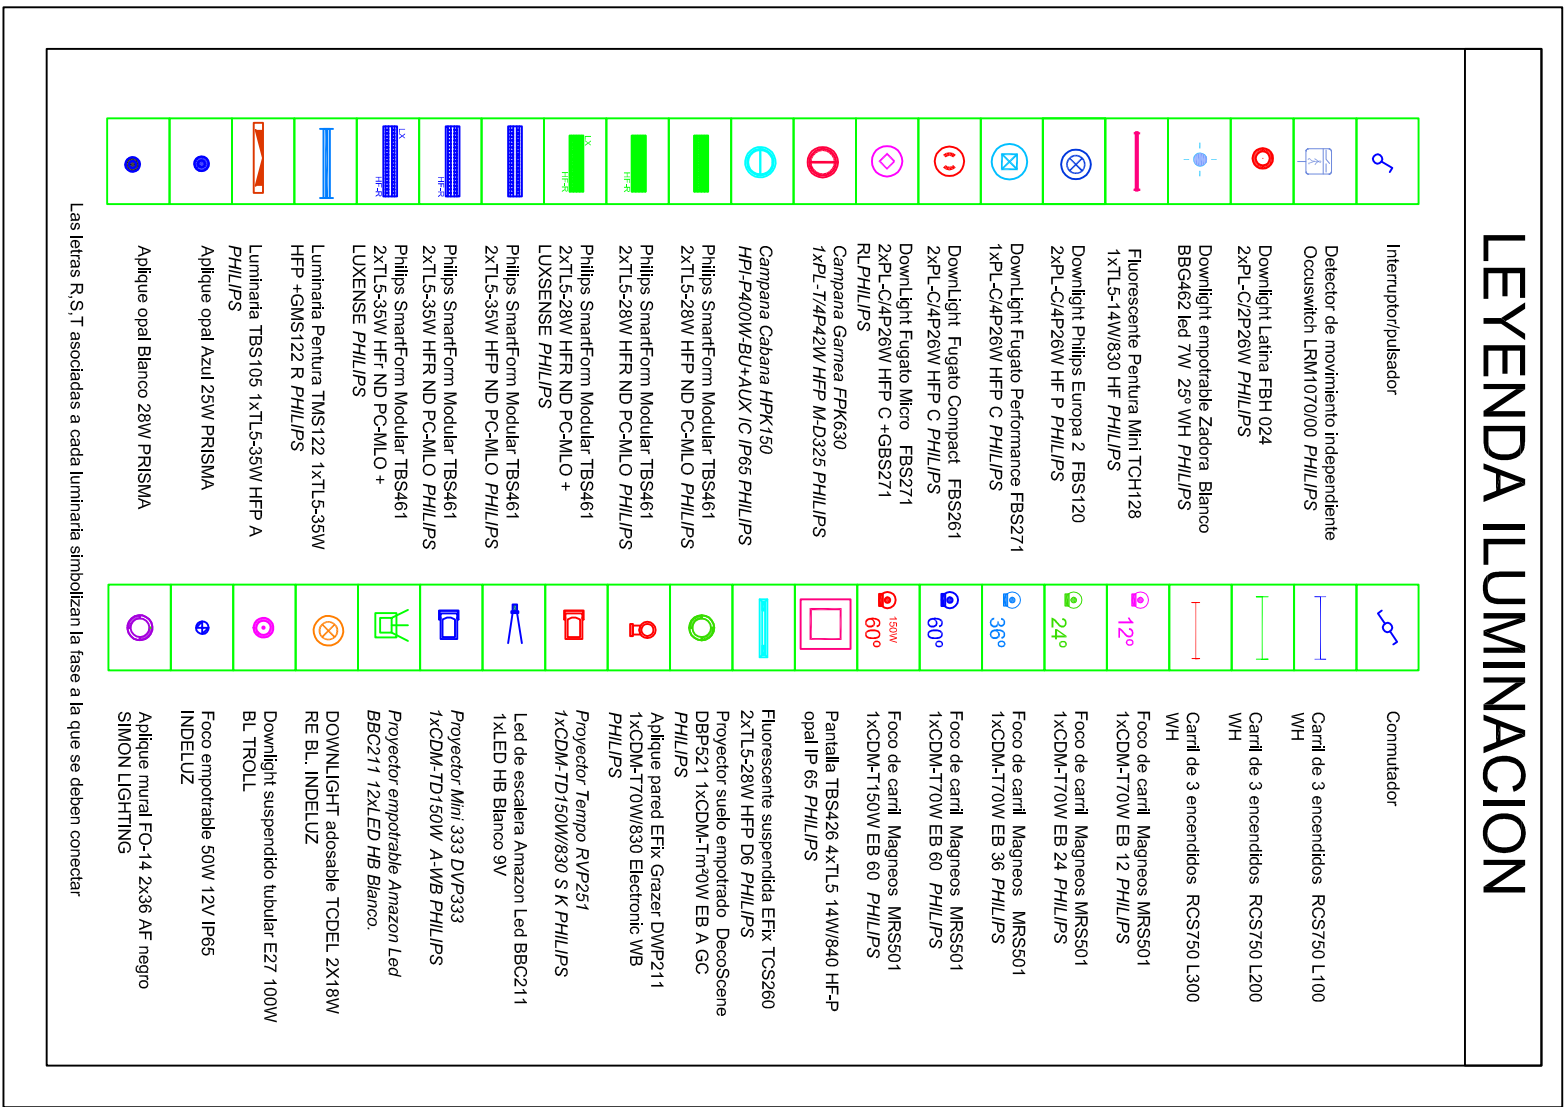 LEYENDA ILUMINACION
Interruptor/pulsador
Detector de movimiento independiente
Occuswitch LRM1070/000 PHILIPS
Downlight Latina FBH 024
2xPL-C/2P26W PHILIPS
Downlight empotrable Zadora Blanco
BBG462 led 7W 25º WH PHILIPS
Fluorescente Pentura Mini TCH128
1xTL5-14W/830 HF PHILIPS
Downlight Philips Europa 2 FBS120
2xPL-C/4P26W HF P PHILIPS
DownLight Fugato Performance FBS271
1xPL-C/4P26W HFP C PHILIPS
DownLight Fugato Compact FBS261
2xPL-C/4P26W HFP C PHILIPS
DownLight Fugato Micro FBS271
2xPL-C/4P26W HFP C +GBS271
RLPHILIPS
Campana Garnea FPK630
1xPL-T/4P42W HFP M-D325 PHILIPS
Campana Cabana HPK150
HPI-P400W-BU+AUX IC IP65 PHILIPS
Philips SmartForm Modular TBS461
2xTL5-28W HFP ND PC-MLO PHILIPS
HF-R
Philips SmartForm Modular TBS461
2xTL5-28W HFR ND PC-MLO PHILIPS
LX
HF-R
Philips SmartForm Modular TBS461
2xTL5-28W HFR ND PC-MLO +
LUXSENSE PHILIPS
Philips SmartForm Modular TBS461
2xTL5-35W HFP ND PC-MLO PHILIPS
HF-R
Philips SmartForm Modular TBS461
2xTL5-35W HFR ND PC-MLO PHILIPS
LX
HF-R
Philips SmartForm Modular TBS461
2xTL5-35W HFr ND PC-MLO +
LUXENSE PHILIPS
Luminaria Pentura TMS122 1xTL5-35W
HFP +GMS122 R PHILIPS
Luminaria TBS105 1xTL5-35W HFP A
PHILIPS
Aplique opal Azul 25W PRISMA
Aplique opal Blanco 28W PRISMA
Conmutador
Carril de 3 encendidos RCS750 L100
WH
Carril de 3 encendidos RCS750 L200
WH
Carril de 3 encendidos RCS750 L300
WH
12º
Foco de carril Magneos MRS501
1xCDM-T70W EB 12 PHILIPS
24º
Foco de carril Magneos MRS501
1xCDM-T70W EB 24 PHILIPS
36º
Foco de carril Magneos MRS501
1xCDM-T70W EB 36 PHILIPS
60º
Foco de carril Magneos MRS501
1xCDM-T70W EB 60 PHILIPS
150W
60º
Foco de carril Magneos MRS501
1xCDM-T150W EB 60 PHILIPS
Pantalla TBS426 4xTL5 14W/840 HF-P
opal IP 65 PHILIPS
Fluorescente suspendida EFix TCS260
2xTL5-28W HFP D6 PHILIPS
Proyector suelo empotrado DecoScene
DBP521 1xCDM-Tm²0W EB A GC
PHILIPS
Aplique pared EFix Grazer DWP211
1xCDM-T70W/830 Electronic WB
PHILIPS
Proyector Tempo RVP251
1xCDM-TD150W/830 S K PHILIPS
Led de escalera Amazon Led BBC211
1xLED HB Blanco 9V
Proyector Mini 333 DVP333
1xCDM-TD150W A-WB PHILIPS
Proyector empotrable Amazon Led
BBC211 12xLED HB Blanco.
DOWNLIGHT adosable TCDEL 2X18W
RE BL. INDELUZ
Downlight suspendido tubular E27 100W
BL TROLL
Foco empotrable 50W 12V IP65
INDELUZ
Aplique mural FO-14 2x36 AF negro
SIMON LIGHTING
Las letras R,S,T asociadas a cada luminaria simbolizan la fase a la que se deben conectar